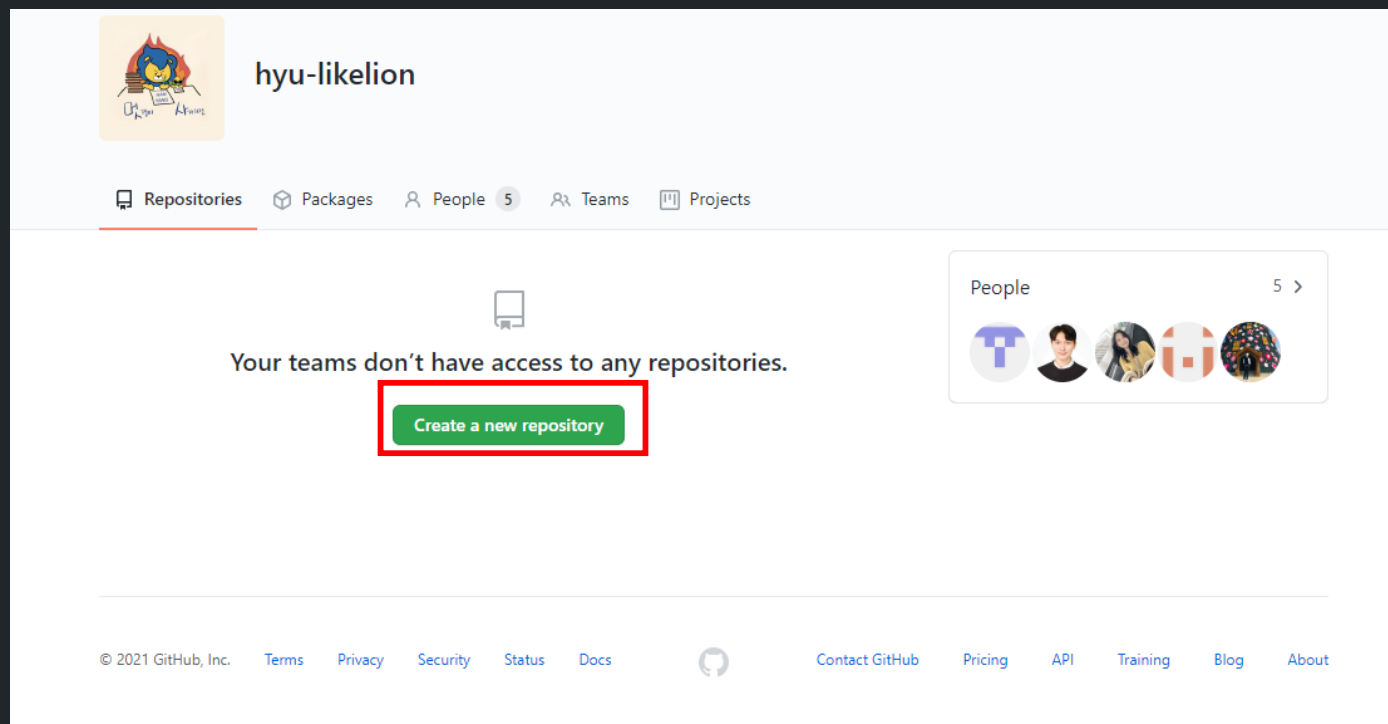 hyu-likelion
Repositories Packages People 5 Teams Projects
People 5
Your teams don’t have access to any repositories.
Create a new repository
© 2021 GitHub, Inc. Terms Privacy Security Status Docs Contact GitHub Pricing API Training Blog About